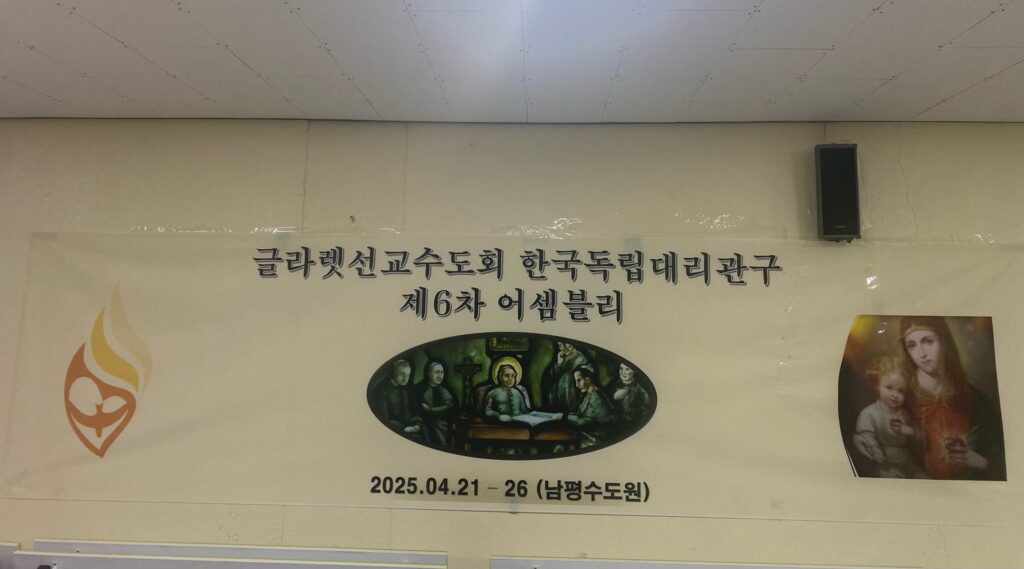 글라렛선교수도회 한국독립대리관구
제6차 어셈블리
2025.04.21 - 26 (남평수도원)